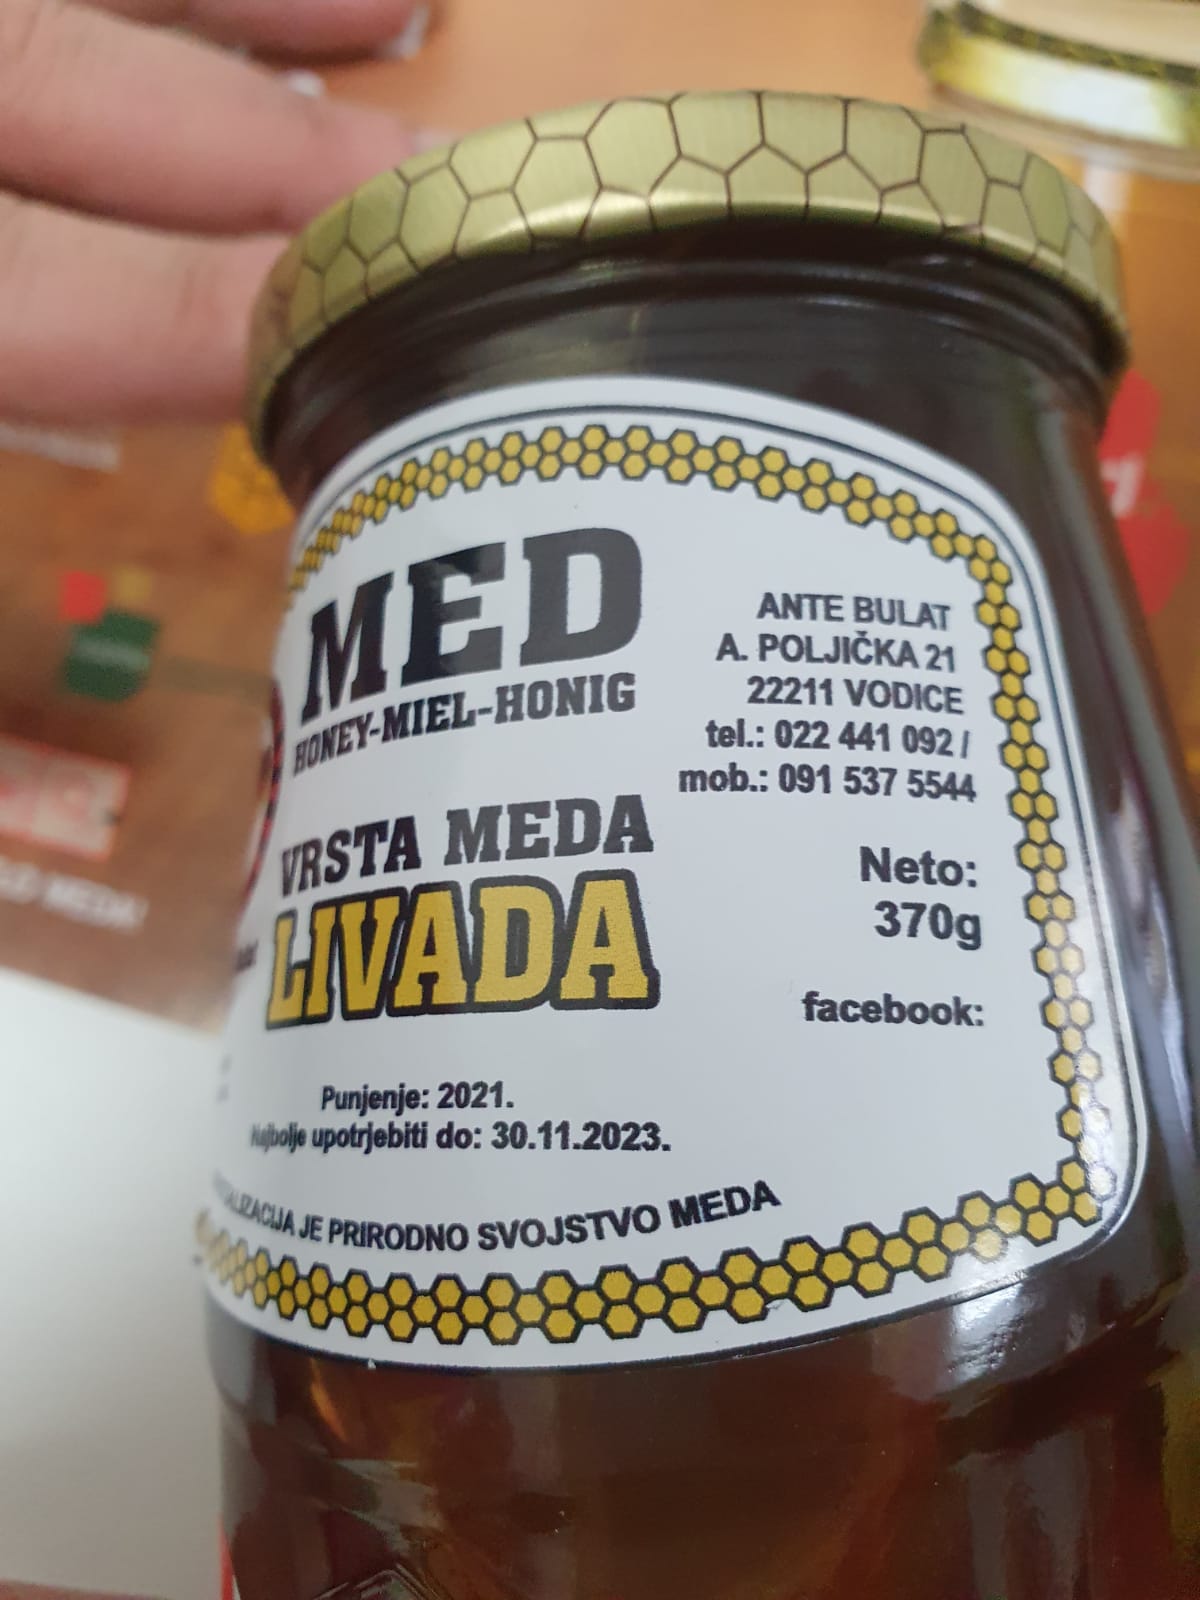 MED
HONEY-MIEL-HONIG
VRSTA MEDA
LIVADA
Punjenje: 2021.
Najbolje upotrjebiti do: 30.11.2023.
JE PRIRODNO SVOJSTVO MEDA
ANTE BULAT
A. POLJIČKA 21
22211 VODICE
tel.: 022 441 092 /
mob.: 091 537 5544
Neto:
370g
facebook:
MEDA